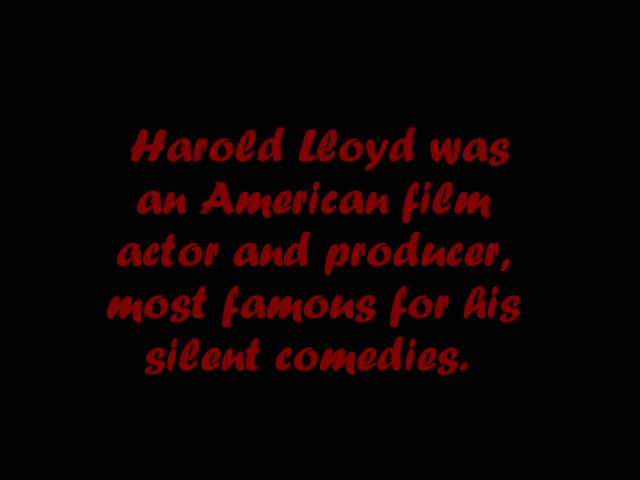 Harold Lloyd was
an American film
actor and producer,
most famous for his
silent comedies.